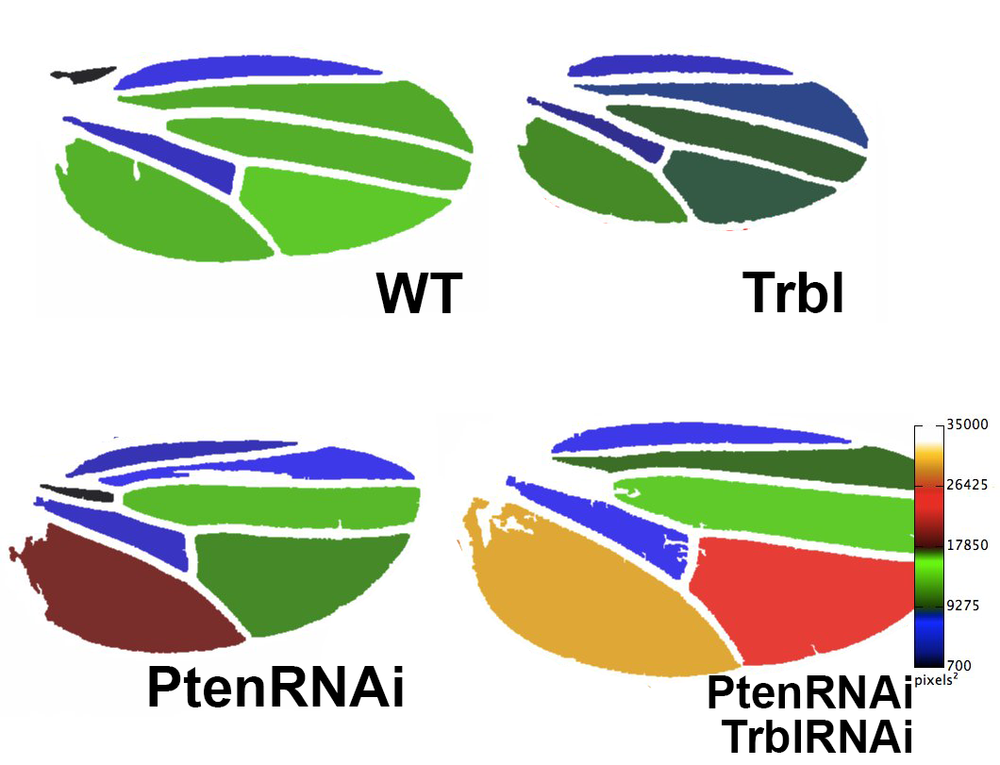 WT
Trbl
35000
26425
17850
9275
700
pixels²
PtenRNAi
PtenRNAi
TrblRNAi